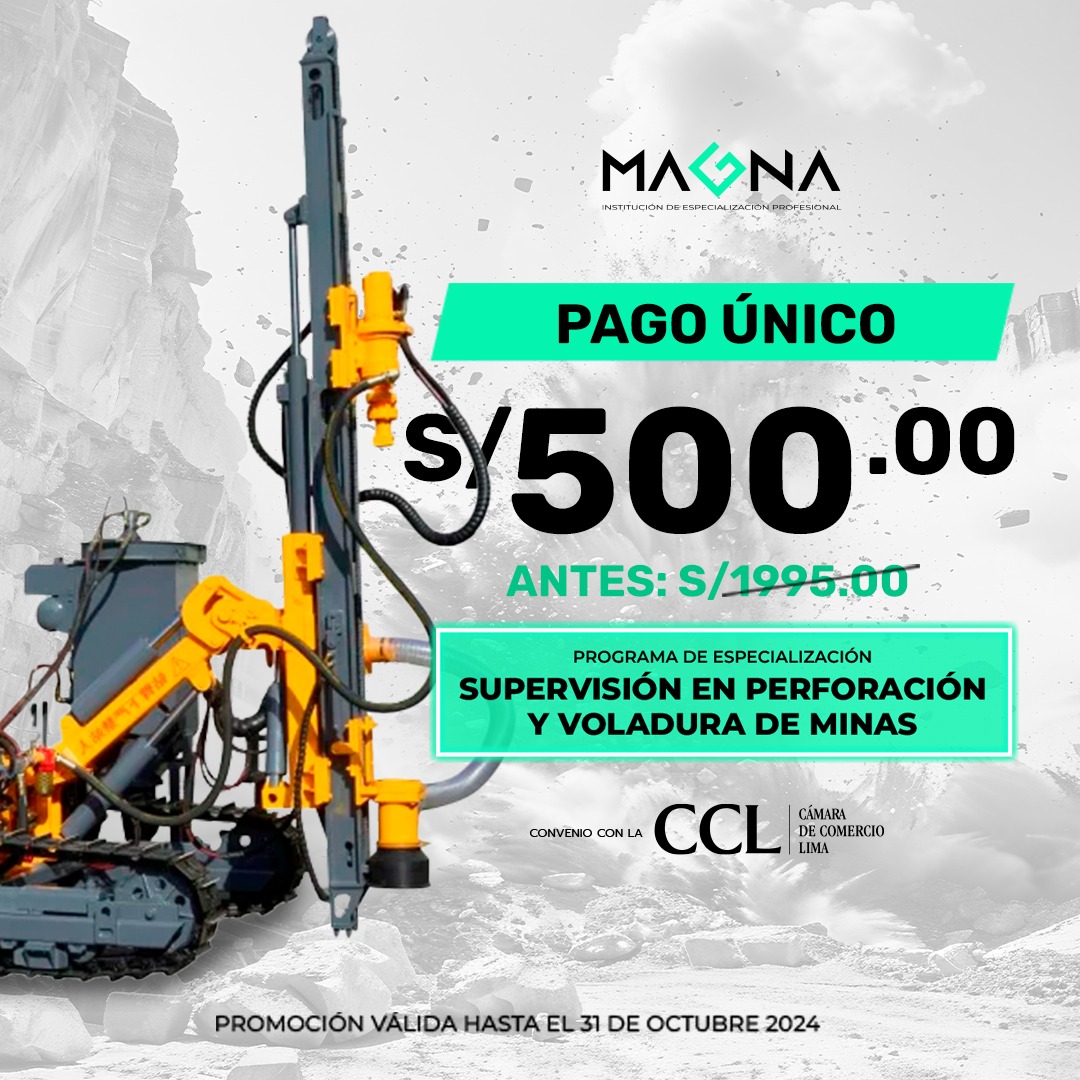 MAGNA
INSTITUCIÓN DE ESPECIALIZACIÓN PROFESIONAL
PAGO ÚNICO
S/500.00
ANTES: S/1995.00
PROGRAMA DE ESPECIALIZACIÓN
SUPERVISIÓN EN PERFORACIÓN
Y VOLADURA DE MINAS
CONVENIO CON LA CCL CÁMARA
DE COMERCIO
LIMA
PROMOCIÓN VÁLIDA HASTA EL 31 DE OCTUBRE 2024